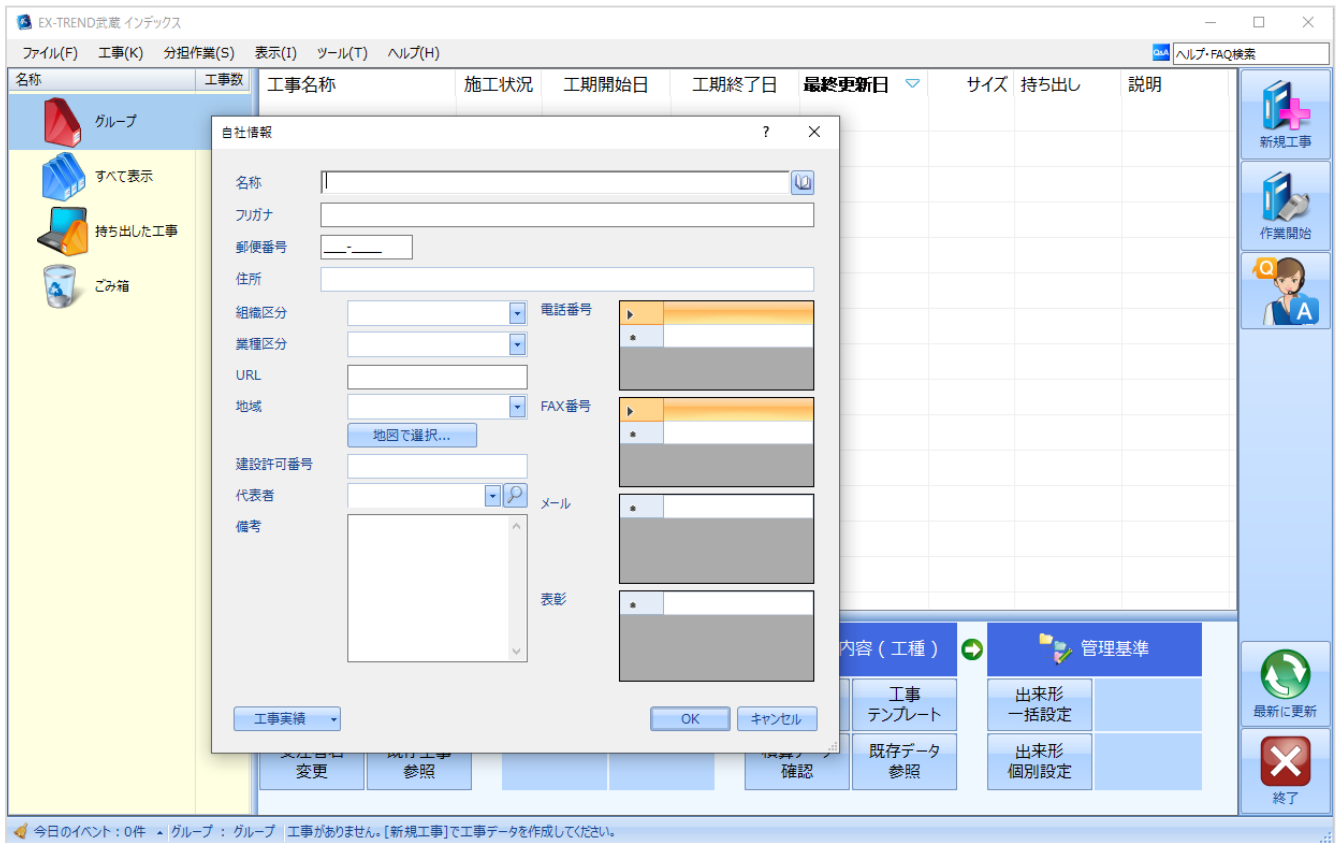 EX-TREND武蔵 インデックス
ファイル(F) 工事(K) 分担作業(S) 表示(I) ツール(T) ヘルプ(H)
Q&A ヘルプ・FAQ検索
名称 工事数 工事名称 施工状況 工期開始日 工期終了日 最終更新日 サイズ 持ち出し 説明
グループ
すべて表示
持ち出した工事
ごみ箱
自社情報
名称
フリガナ
郵便番号 ___-____
住所
組織区分 電話番号
業種区分
URL
地域 FAX番号
地図で選択...
建設許可番号
代表者 メール
備考
表彰
工事実績 OK キャンセル
新規工事
作業開始
Q
A
内容(工種) 管理基準
工事
テンプレート
出来形
一括設定
変更
参照
確認
既存データ
参照
出来形
個別設定
最新に更新
終了
今日のイベント:0件 グループ : グループ 工事がありません。[新規工事]で工事データを作成してください。